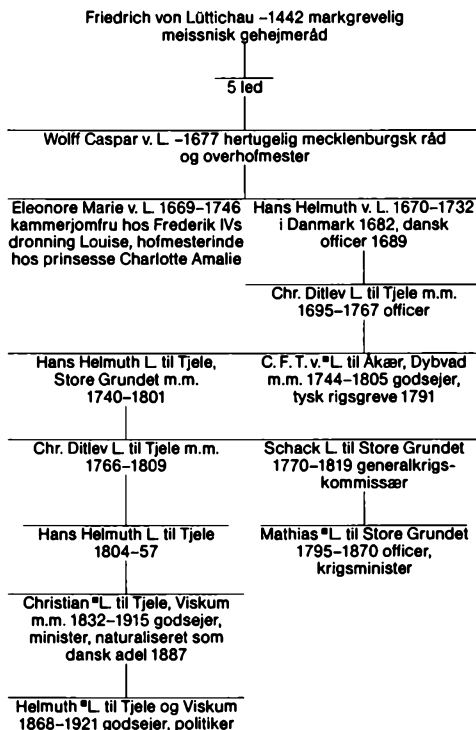 Friedrich von Lüttichau –1442 markgrevelig
meissnisk gehejmeråd
5 led
Wolff Caspar v. L. –1677 hertugelig mecklenburgsk råd
og overhofmester
Eleonore Marie v. L. 1669–1746
kammerjomfru hos Frederik IVs
dronning Louise, hofmesterinde
hos prinsesse Charlotte Amalie
Hans Helmuth v. L. 1670–1732
i Danmark 1682, dansk
officer 1689
Chr. Ditlev L. til Tjele m.m.
1695–1767 officer
Hans Helmuth L. til Tjele,
Store Grundet m.m.
1740–1801
C. F. T. v. *L. til Åkær, Dybvad
m.m. 1744–1805 godsejer,
tysk rigsgreve 1791
Chr. Ditlev L. til Tjele m.m.
1766–1809
Schack L. til Store Grundet
1770–1819 generalkrigs-
kommissær
Hans Helmuth L. til Tjele
1804–57
Mathias *L. til Store Grundet
1795–1870 officer,
krigsminister
Christian *L. til Tjele, Viskum
m.m. 1832–1915 godsejer,
minister, naturaliseret som
dansk adel 1887
Helmuth *L. til Tjele og Viskum
1868–1921 godsejer, politiker